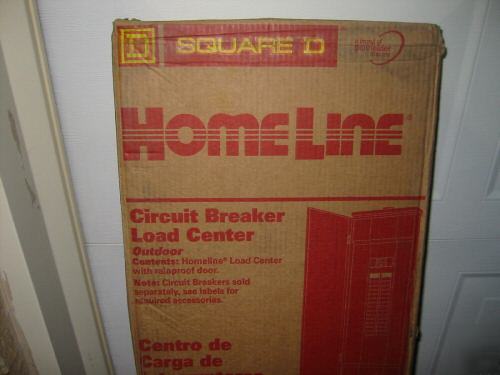 D
SQUARE D
HOMELINE®
Circuit Breaker
Load Center
Outdoor
Contents: Homeline® Load Center
with rainproof door.
Note: Circuit Breakers sold
separately, see labels for
required accessories.
Centro de
Carga de